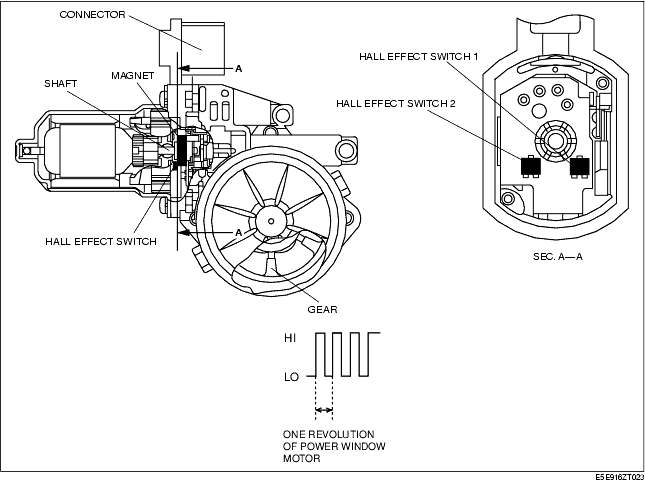 CONNECTOR
A
MAGNET
SHAFT
HALL EFFECT SWITCH
A
GEAR
HALL EFFECT SWITCH 1
HALL EFFECT SWITCH 2
SEC. A—A
HI
LO
ONE REVOLUTION
OF POWER WINDOW
MOTOR
E5E916ZT023